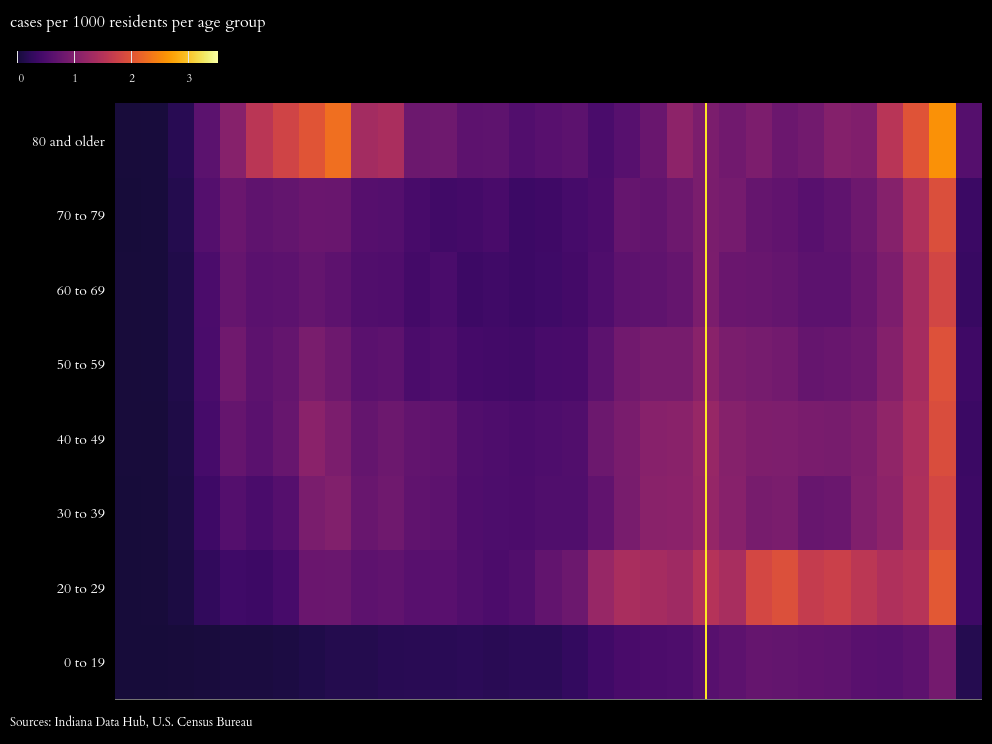 cases per 1000 residents per age group
0 1 2 3
80 and older
70 to 79
60 to 69
50 to 59
40 to 49
30 to 39
20 to 29
0 to 19
Sources: Indiana Data Hub, U.S. Census Bureau